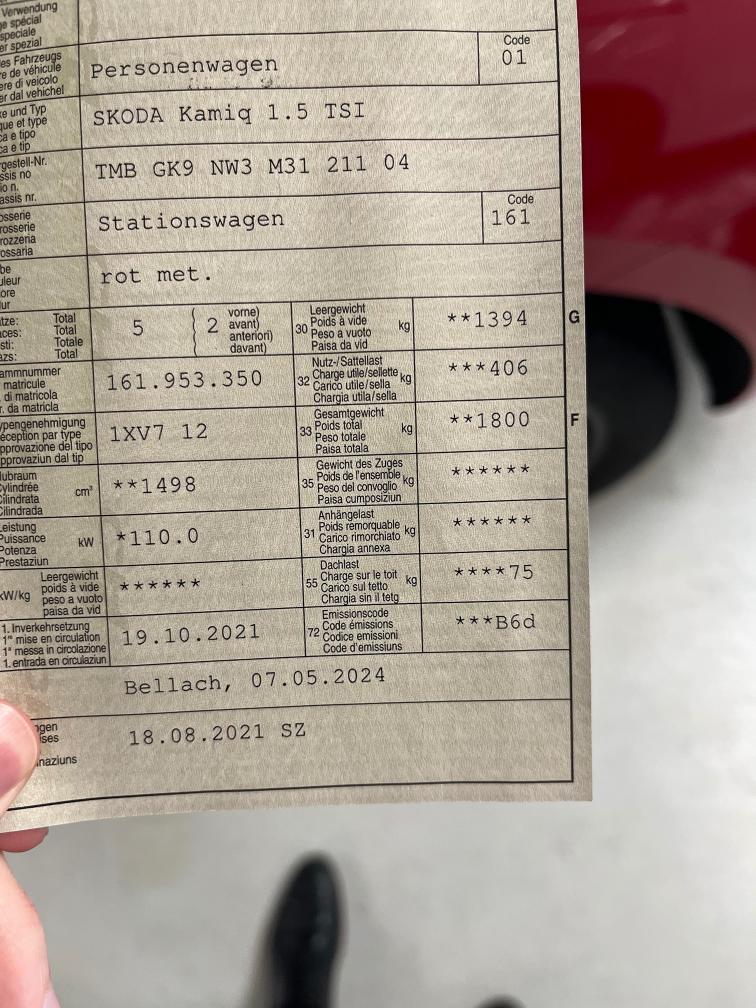 Verwendung
spécial
speciale
spezial
es Fahrzeugs
Code
re de véhicule
Personenwagen
01
ere di veicolo
er dal vehichel
e und Typ
que et type
SKODA Kamiq 1.5 TSI
ca e tipo
ca e tip
rgestell-Nr.
ssis no
TMB GK9 NW3 M31 211 04
io n.
assis nr.
osserie
Code
rosserie
Stationswagen
161
rozzeria
ossaria
be
uleur
rot met.
ore
ur
tze: Total
ces: Total
sti: Totale
azs: Total
5
2
vorne)
avant)
anteriori)
davant)
30 Leergewicht
Poids à vide
Peso a vuoto
Paisa da vid
kg
**1394
G
ammnummer
matricule
di matricola
r. da matricla
161.953.350
32 Nutz-/Sattellast
Charge utile/sellette
Carico utile/sella
Chargia utila/sella
kg
***406
ypengenehmigung
éception par type
pprovazione del tipo
pprovaziun dal tip
1XV7 12
33 Gesamtgewicht
Poids total
Peso totale
Paisa totala
kg
**1800
F
ubraum
ylindrée
ilindrata
Cilindrada
cm³
**1498
35 Gewicht des Zuges
Poids de l'ensemble
Peso del convoglio
Paisa cumposiziun
kg
******
Leistung
Puissance
Potenza
Prestaziun
kW
*110.0
31 Anhängelast
Poids remorquable
Carico rimorchiato
Chargia annexa
kg
******
kW/kg
Leergewicht
poids à vide
peso a vuoto
paisa da vid
******
55 Dachlast
Charge sur le toit
Carico sul tetto
Chargia sin il tetg
kg
****75
1. Inverkehrsetzung
1re mise en circulation
1a messa in circolazione
1. entrada en circulaziun
19.10.2021
72 Emissionscode
Code émissions
Codice emissioni
Code d'emissiuns
***B6d
Bellach, 07.05.2024
ngen
ises
18.08.2021 SZ
naziuns